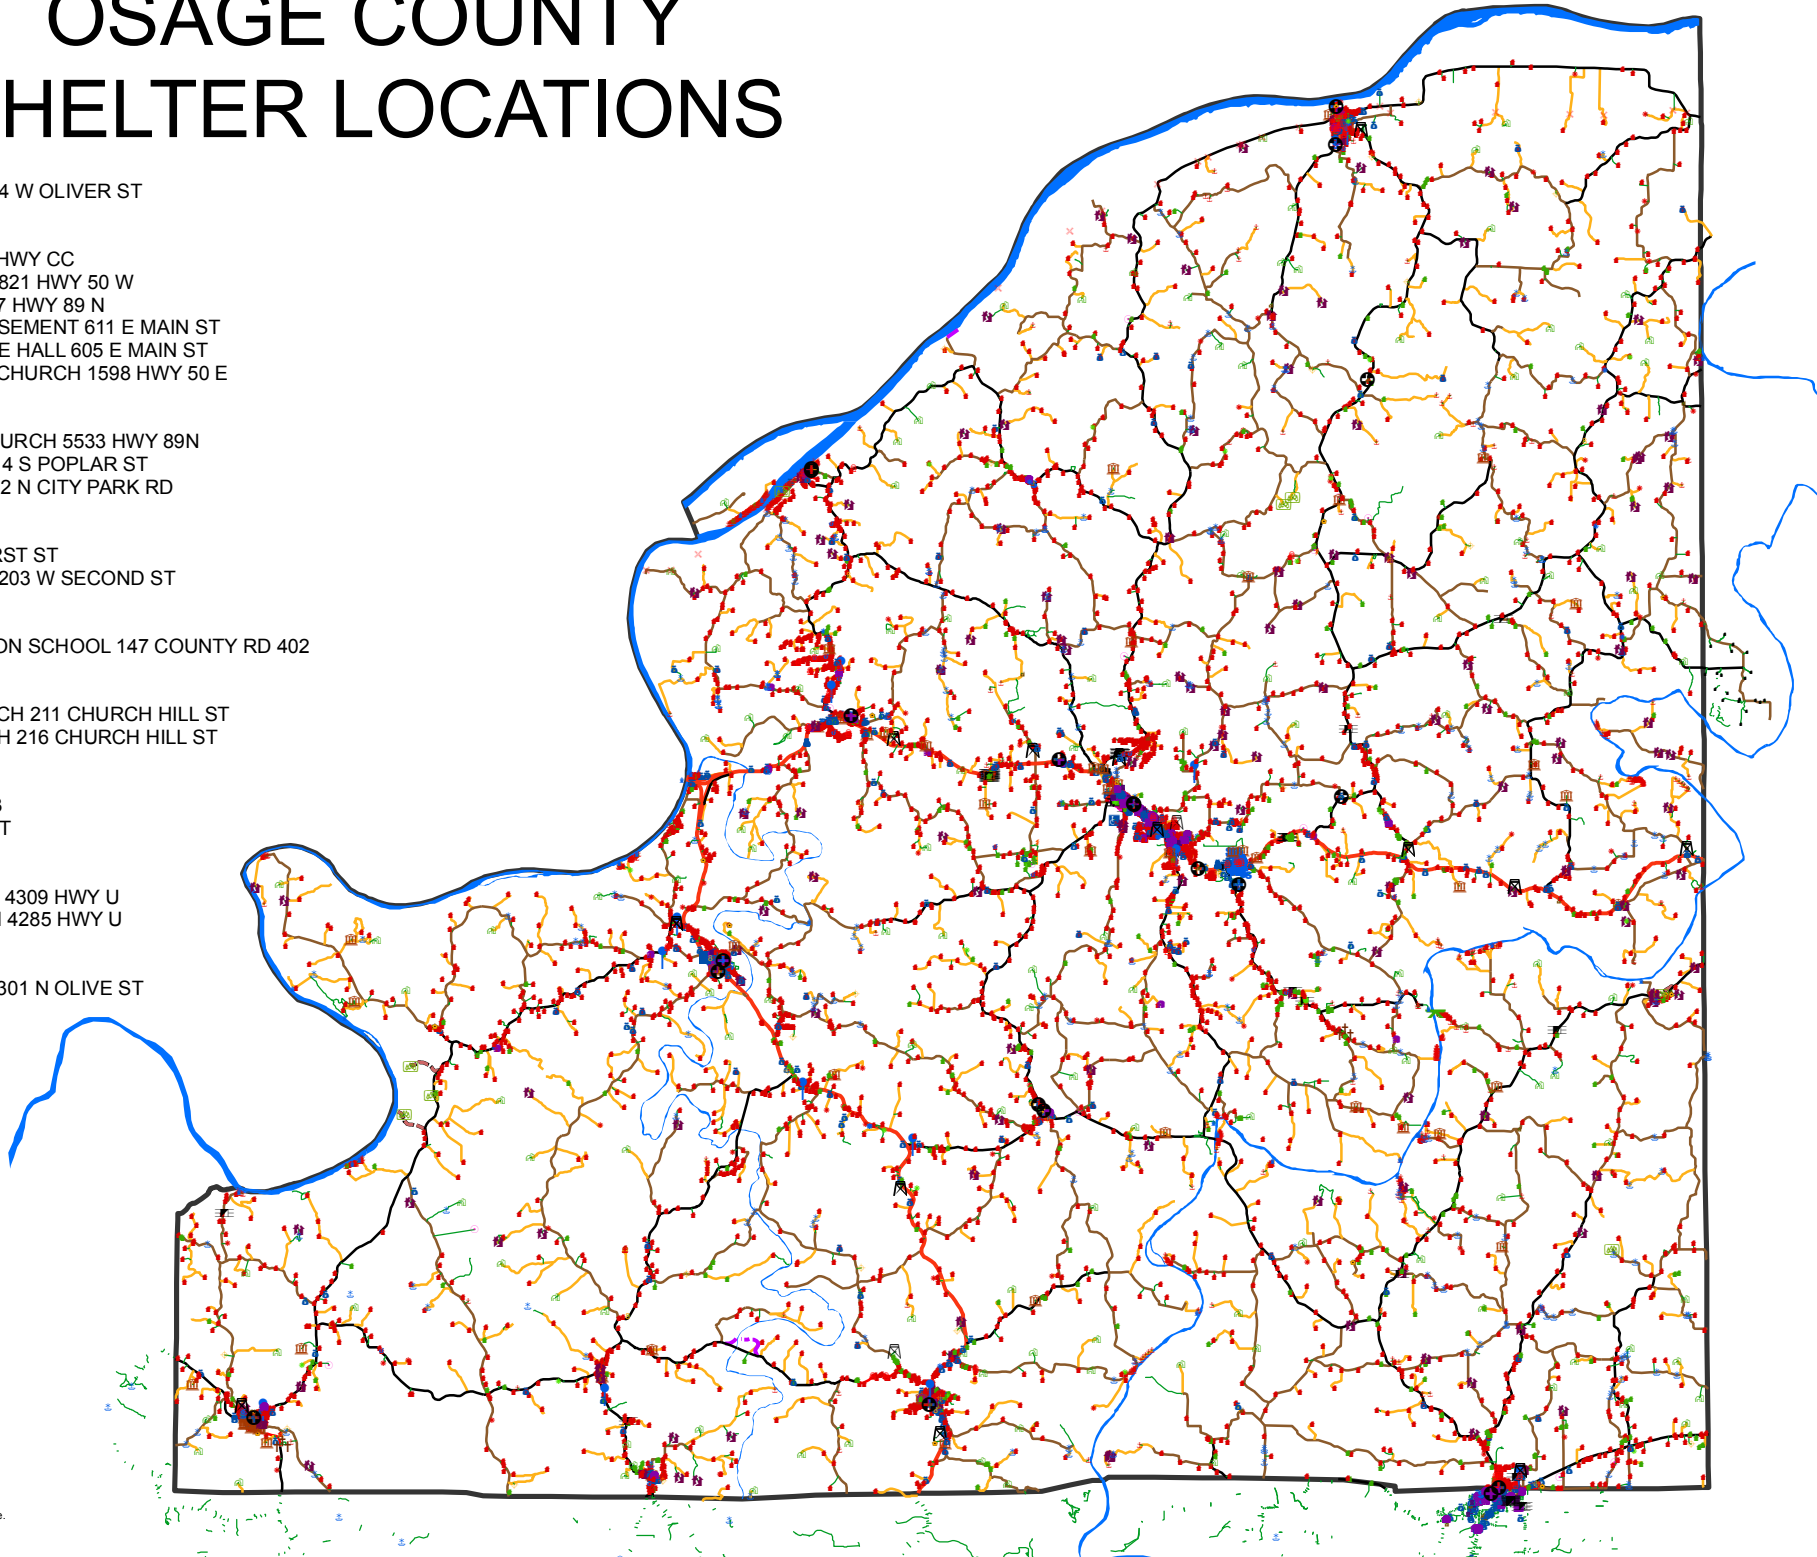 OSAGE COUNTY
HELTER LOCATIONS
4 W OLIVER ST
HWY CC
821 HWY 50 W
7 HWY 89 N
SEMENT 611 E MAIN ST
E HALL 605 E MAIN ST
CHURCH 1598 HWY 50 E
URCH 5533 HWY 89N
4 S POPLAR ST
2 N CITY PARK RD
RST ST
203 W SECOND ST
ON SCHOOL 147 COUNTY RD 402
CH 211 CHURCH HILL ST
H 216 CHURCH HILL ST
T
4309 HWY U
4285 HWY U
301 N OLIVE ST
e.